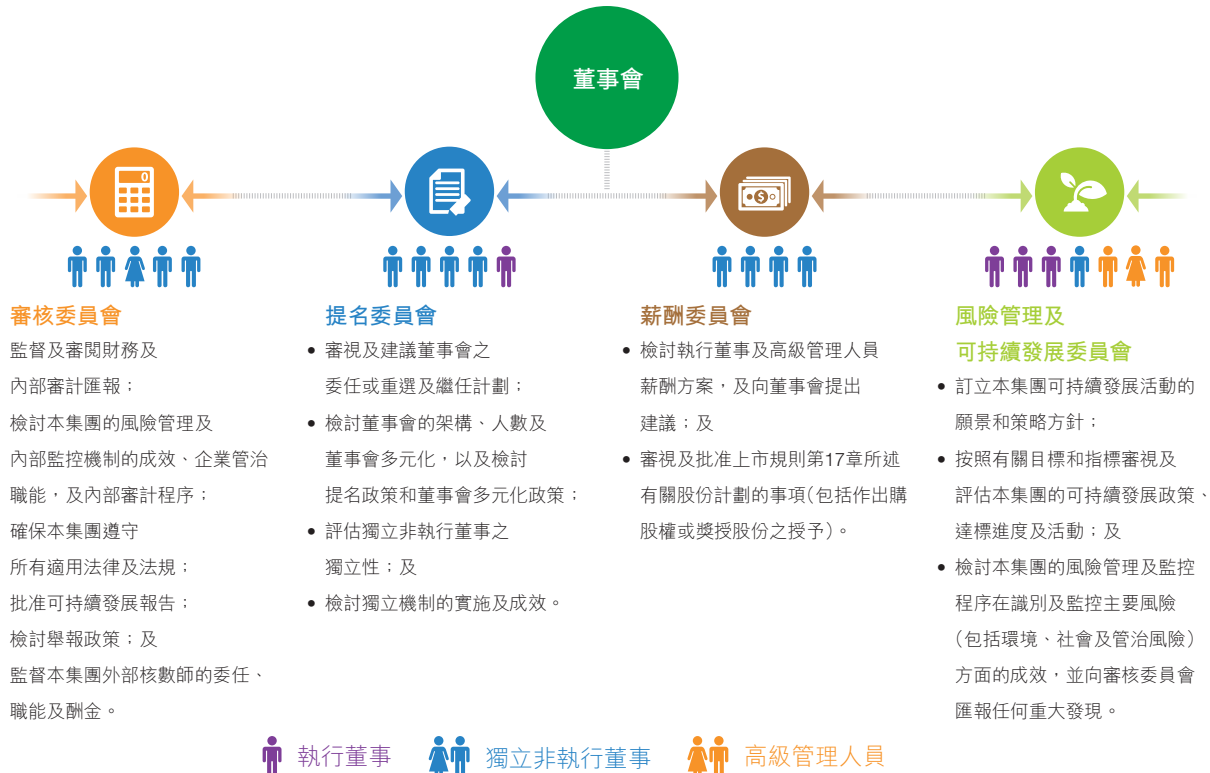 董事會
0
$
審核委員會
監督及審閱財務及
內部審計匯報；
檢討本集團的風險管理及
內部監控機制的成效、企業管治
職能，及內部審計程序；
確保本集團遵守
所有適用法律及法規；
批准可持續發展報告；
檢討舉報政策；及
監督本集團外部核數師的委任、
職能及酬金。
提名委員會
• 審視及建議董事會之
委任或重選及繼任計劃；
• 檢討董事會的架構、人數及
董事會多元化，以及檢討
提名政策和董事會多元化政策；
• 評估獨立非執行董事之
獨立性；及
• 檢討獨立機制的實施及成效。
薪酬委員會
• 檢討執行董事及高級管理人員
薪酬方案，及向董事會提出
建議；及
• 審視及批准上市規則第17章所述
有關股份計劃的事項(包括作出購
股權或獎授股份之授予)。
風險管理及
可持續發展委員會
• 訂立本集團可持續發展活動的
願景和策略方針；
• 按照有關目標和指標審視及
評估本集團的可持續發展政策、
達標進度及活動；及
• 檢討本集團的風險管理及監控
程序在識別及監控主要風險
(包括環境、社會及管治風險)
方面的成效，並向審核委員會
匯報任何重大發現。
執行董事
獨立非執行董事
高級管理人員